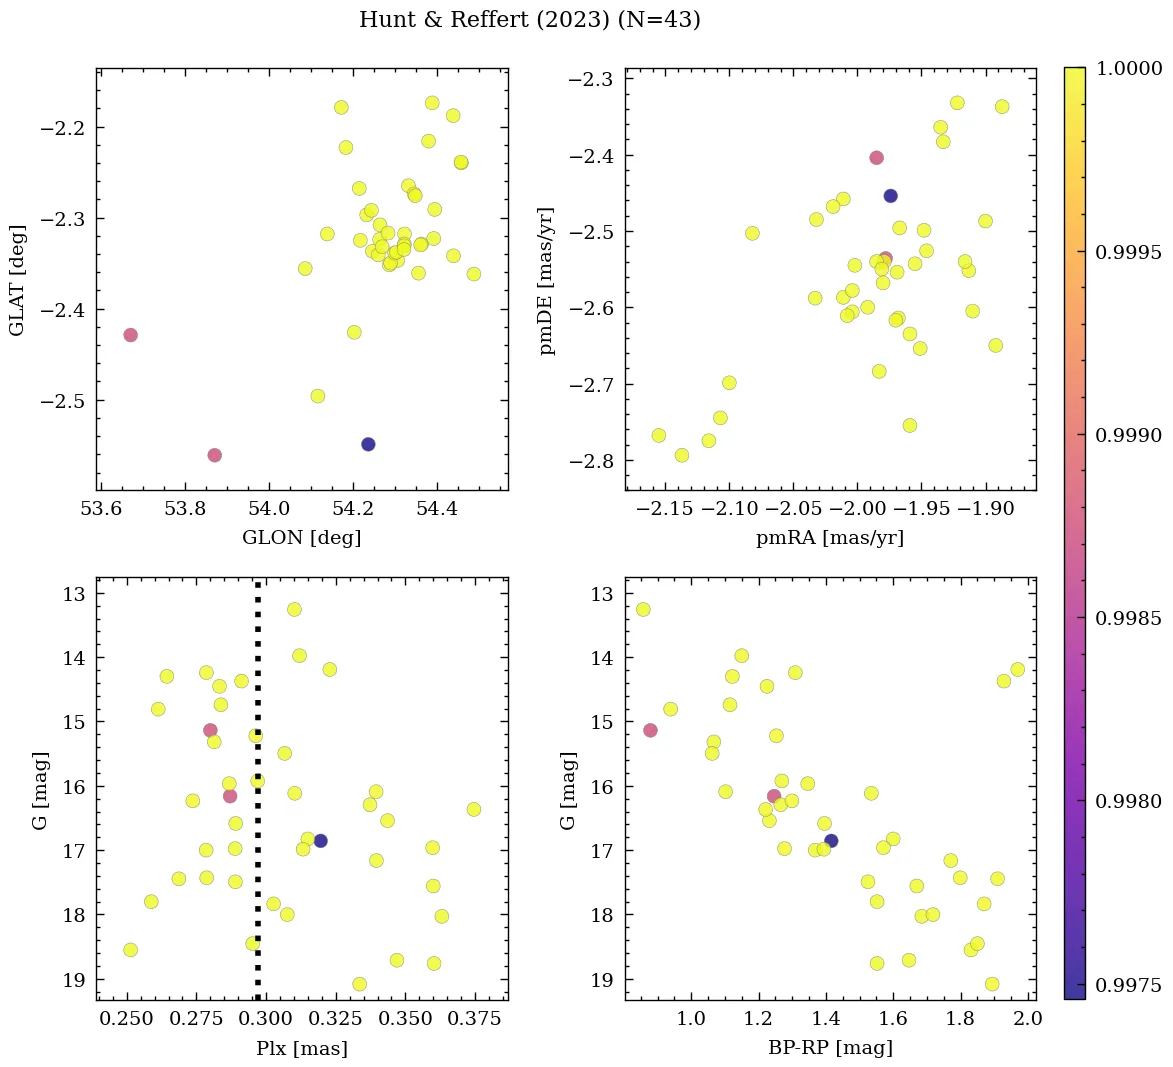 Hunt & Reffert (2023) (N=43)
−2.2
−2.3
−2.4
−2.5
GLAT [deg]
53.6 53.8 54.0 54.2 54.4
GLON [deg]
−2.3
−2.4
−2.5
−2.6
−2.7
−2.8
pmDE [mas/yr]
−2.15 −2.10 −2.05 −2.00 −1.95 −1.90
pmRA [mas/yr]
1.0000
0.9995
0.9990
0.9985
0.9980
0.9975
13
14
15
16
17
18
19
G [mag]
0.250 0.275 0.300 0.325 0.350 0.375
Plx [mas]
13
14
15
16
17
18
19
G [mag]
1.0 1.2 1.4 1.6 1.8 2.0
BP-RP [mag]